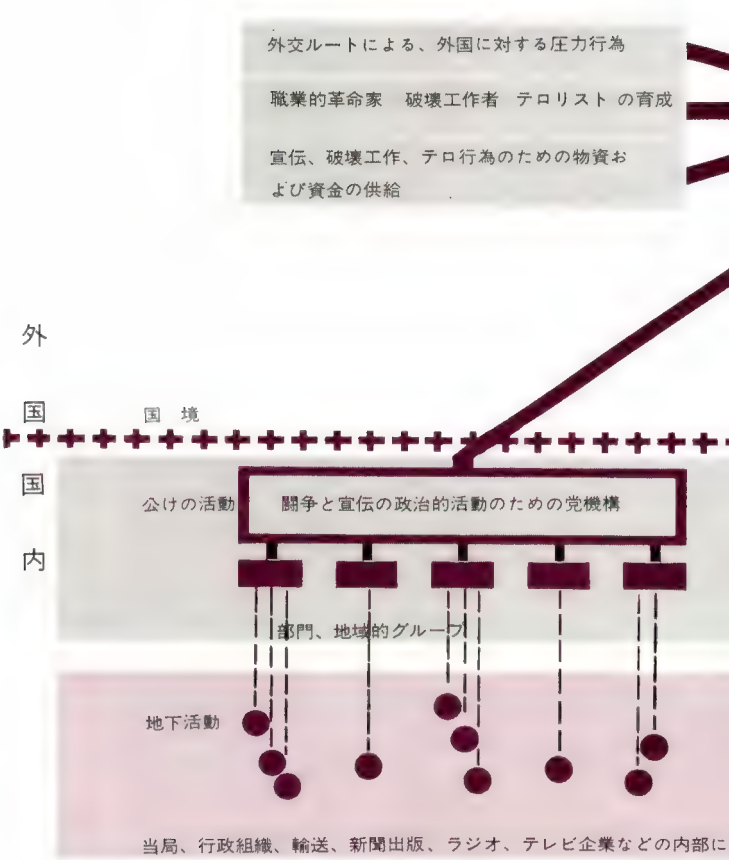 外交ルートによる、外国に対する圧力行為
職業的革命家 破壊工作者 テロリスト の育成
宣伝、破壊工作、テロ行為のための物資お
よび資金の供給
外国
国境
国内
公けの活動
闘争と宣伝の政治的活動のための党機構
部門、地域的グループ
地下活動
当局、行政組織、輸送、新聞出版、ラジオ、テレビ企業などの内部に